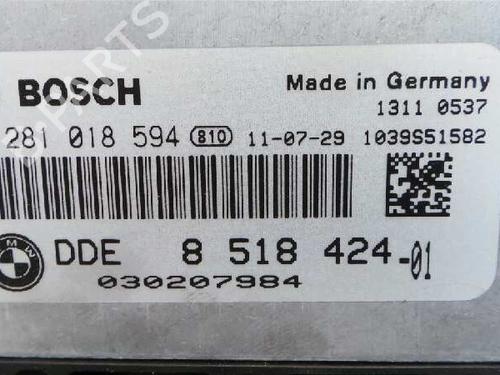 BOSCH Made in Germany
1311 0537
281 018 594 810 11-07-29 1039S51582
BMW DDE 8 518 424-01
030207984